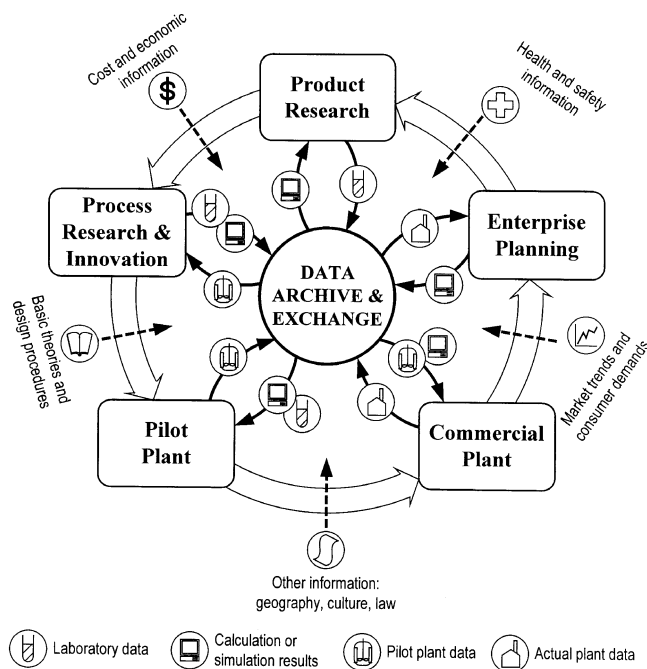 Cost and economic
information
$
Health and safety
information
Product
Research
Process
Research &
Innovation
Enterprise
Planning
DATA
ARCHIVE &
EXCHANGE
Basic theories and
design procedures
Market trends and
consumer demands
Pilot
Plant
Commercial
Plant
Other information:
geography, culture, law
Laboratory data
Calculation or
simulation results
Pilot plant data
Actual plant data